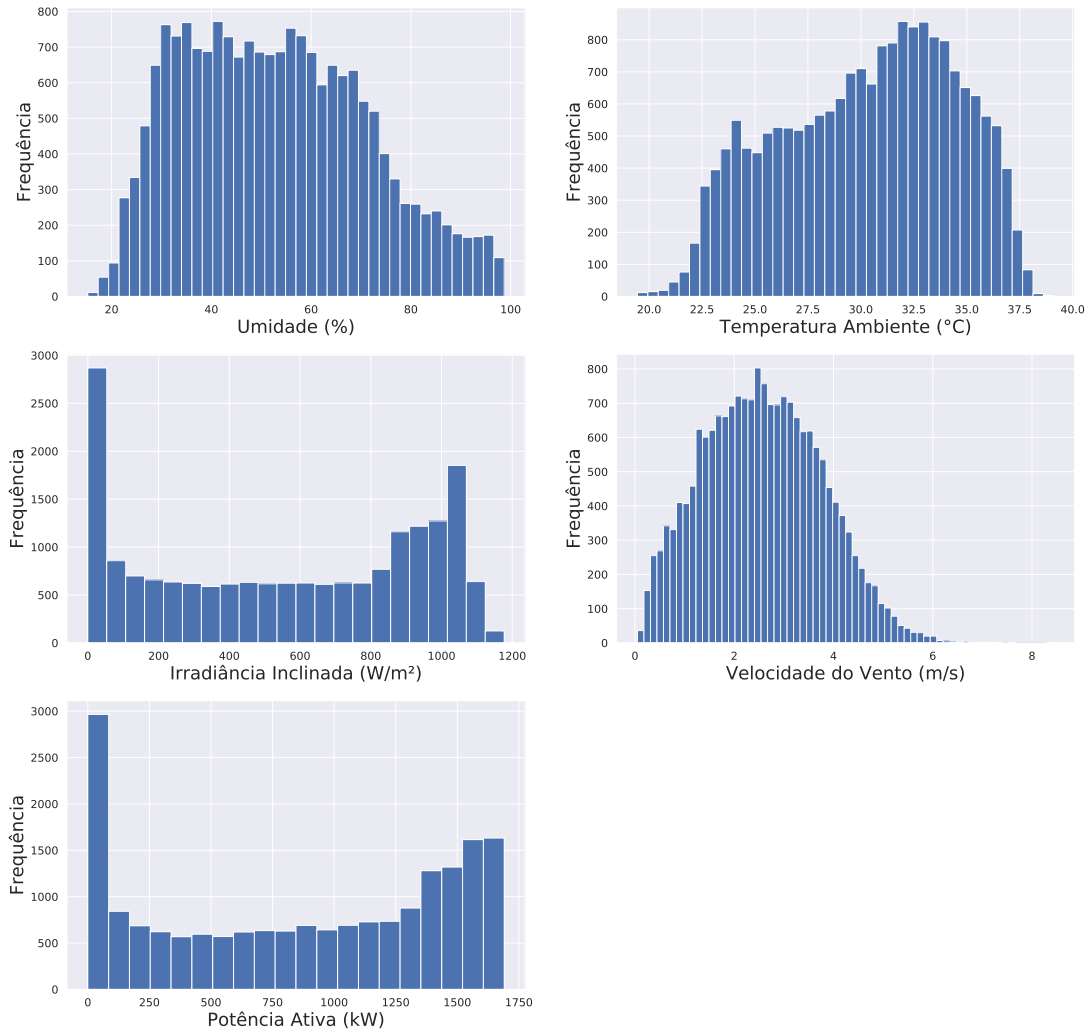 800
700
600
500
400
300
200
100
0
Frequência
20 40 60 80 100
Umidade (%)
800
700
600
500
400
300
200
100
0
Frequência
20.0 22.5 25.0 27.5 30.0 32.5 35.0 37.5 40.0
Temperatura Ambiente (°C)
3000
2500
2000
1500
1000
500
0
Frequência
0 200 400 600 800 1000 1200
Irradiância Inclinada (W/m²)
800
700
600
500
400
300
200
100
0
Frequência
0 2 4 6 8
Velocidade do Vento (m/s)
3000
2500
2000
1500
1000
500
0
Frequência
0 250 500 750 1000 1250 1500 1750
Potência Ativa (kW)